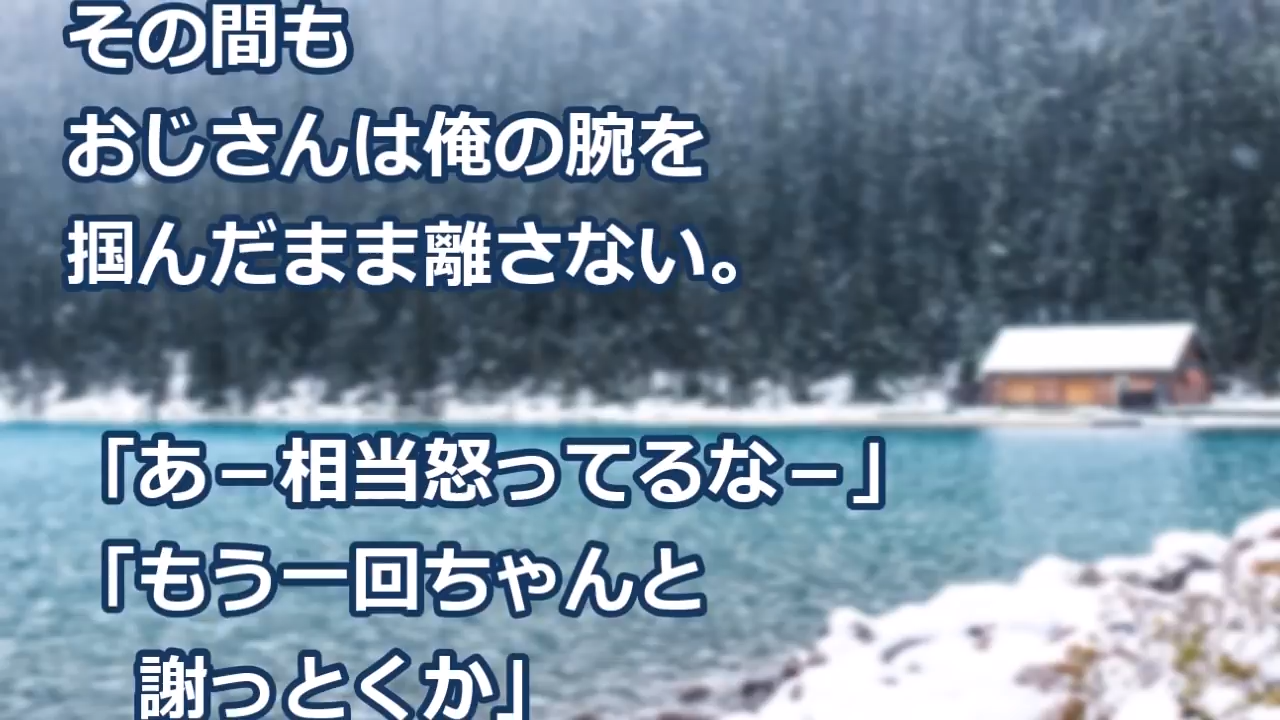 その間も
おじさんは俺の腕を
掴んだまま離さない。
「あー相当怒ってるなー」
「もう一回ちゃんと
謝っとくか」